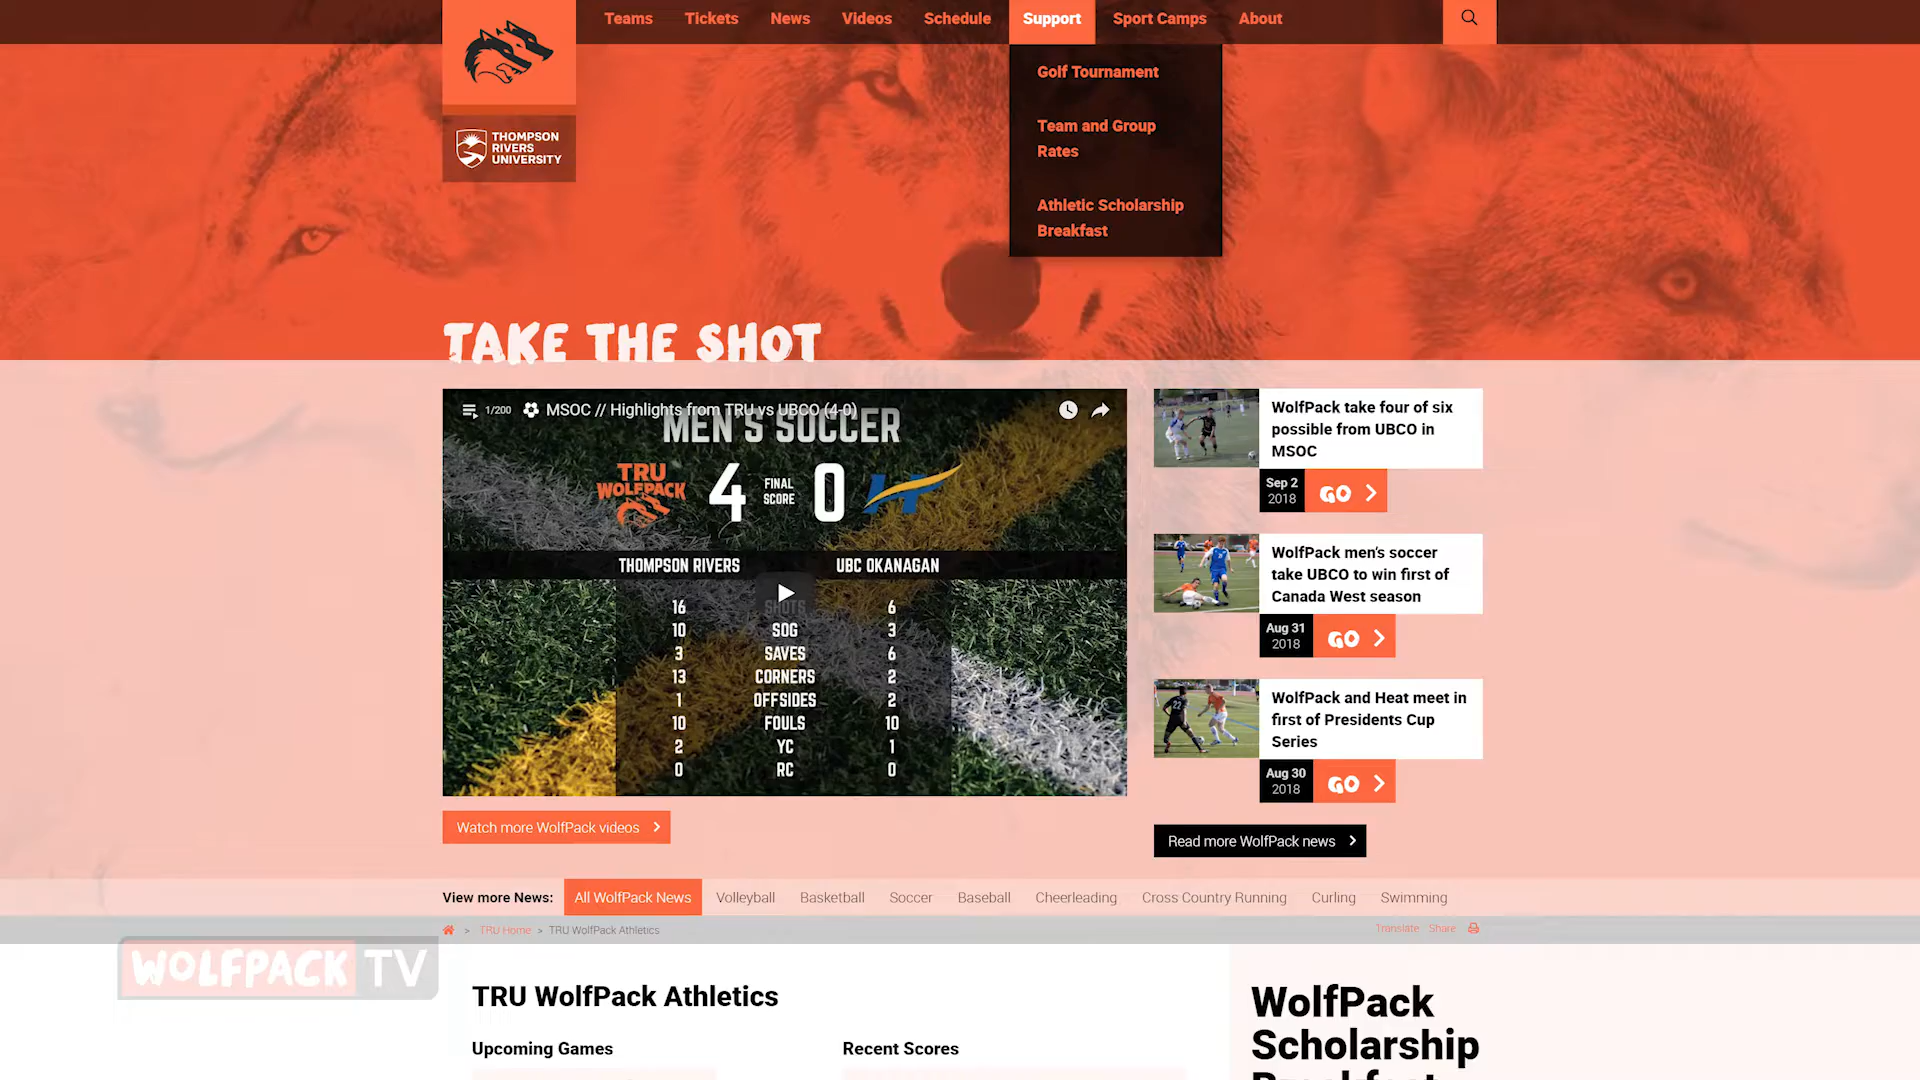 Teams Tickets News Videos Schedule Support Sport Camps About
Golf Tournament
Team and Group
Rates
Athletic Scholarship
Breakfast
THOMPSON
RIVERS
UNIVERSITY
TAKE THE SHOT
1/200 MSOC // Highlights from TRU vs UBCO (4-0)
MEN'S SOCCER
TRU
WOLFPACK
4 FINAL SCORE 0
THOMPSON RIVERS UBC OKANAGAN
16 SHOTS 6
10 SOG 3
3 SAVES 6
13 CORNERS 2
1 OFFSIDES 2
10 FOULS 10
2 YC 1
0 RC 0
Watch more WolfPack videos
WolfPack take four of six
possible from UBCO in
MSOC
Sep 2
2018
GO
WolfPack men's soccer
take UBCO to win first of
Canada West season
Aug 31
2018
GO
WolfPack and Heat meet in
first of Presidents Cup
Series
Aug 30
2018
GO
Read more WolfPack news
View more News: All WolfPack News Volleyball Basketball Soccer Baseball Cheerleading Cross Country Running Curling Swimming
> TRU Home > TRU WolfPack Athletics
Translate Share
WOLFPACK TV
TRU WolfPack Athletics
Upcoming Games
Recent Scores
WolfPack
Scholarship
Breakfast